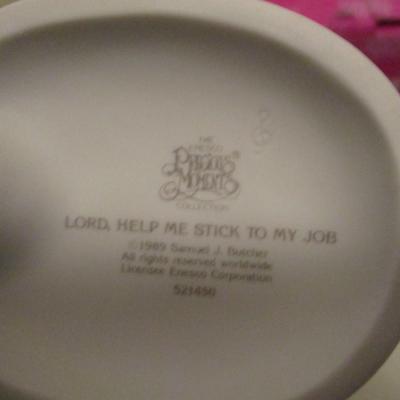 THE
ENESCO
PRECIOUS
MOMENTS
COLLECTION
LORD, HELP ME STICK TO MY JOB
©1989 Samuel J. Butcher
All rights reserved worldwide
Licensee Enesco Corporation
521450